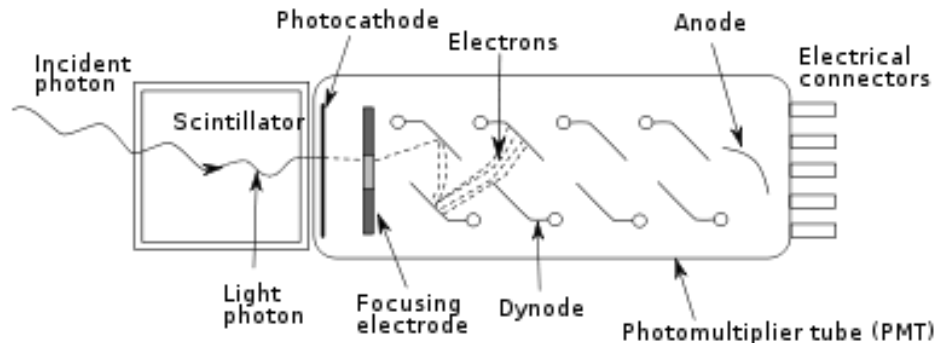 Photocathode
Electrons
Anode
Incident
photon
Electrical
connectors
Scintillator
Light
photon
Focusing
electrode
Dynode
Photomultiplier tube (PMT)